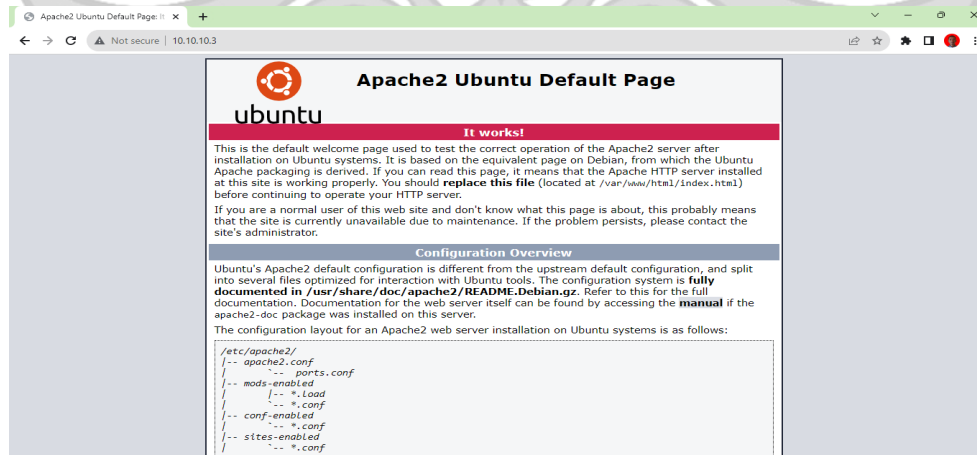 Apache2 Ubuntu Default Page: It
Not secure | 10.10.10.3
Apache2 Ubuntu Default Page
ubuntu
It works!
This is the default welcome page used to test the correct operation of the Apache2 server after
installation on Ubuntu systems. It is based on the equivalent page on Debian, from which the Ubuntu
Apache packaging is derived. If you can read this page, it means that the Apache HTTP server installed
at this site is working properly. You should replace this file (located at /var/www/html/index.html)
before continuing to operate your HTTP server.
If you are a normal user of this web site and don't know what this page is about, this probably means
that the site is currently unavailable due to maintenance. If the problem persists, please contact the
site's administrator.
Configuration Overview
Ubuntu's Apache2 default configuration is different from the upstream default configuration, and split
into several files optimized for interaction with Ubuntu tools. The configuration system is fully
documented in /usr/share/doc/apache2/README.Debian.gz. Refer to this for the full
documentation. Documentation for the web server itself can be found by accessing the manual if the
apache2-doc package was installed on this server.
The configuration layout for an Apache2 web server installation on Ubuntu systems is as follows:
/etc/apache2/
|-- apache2.conf
|       `--  ports.conf
|-- mods-enabled
|       |-- *.load
|       `-- *.conf
|-- conf-enabled
|       `-- *.conf
|-- sites-enabled
|       `-- *.conf